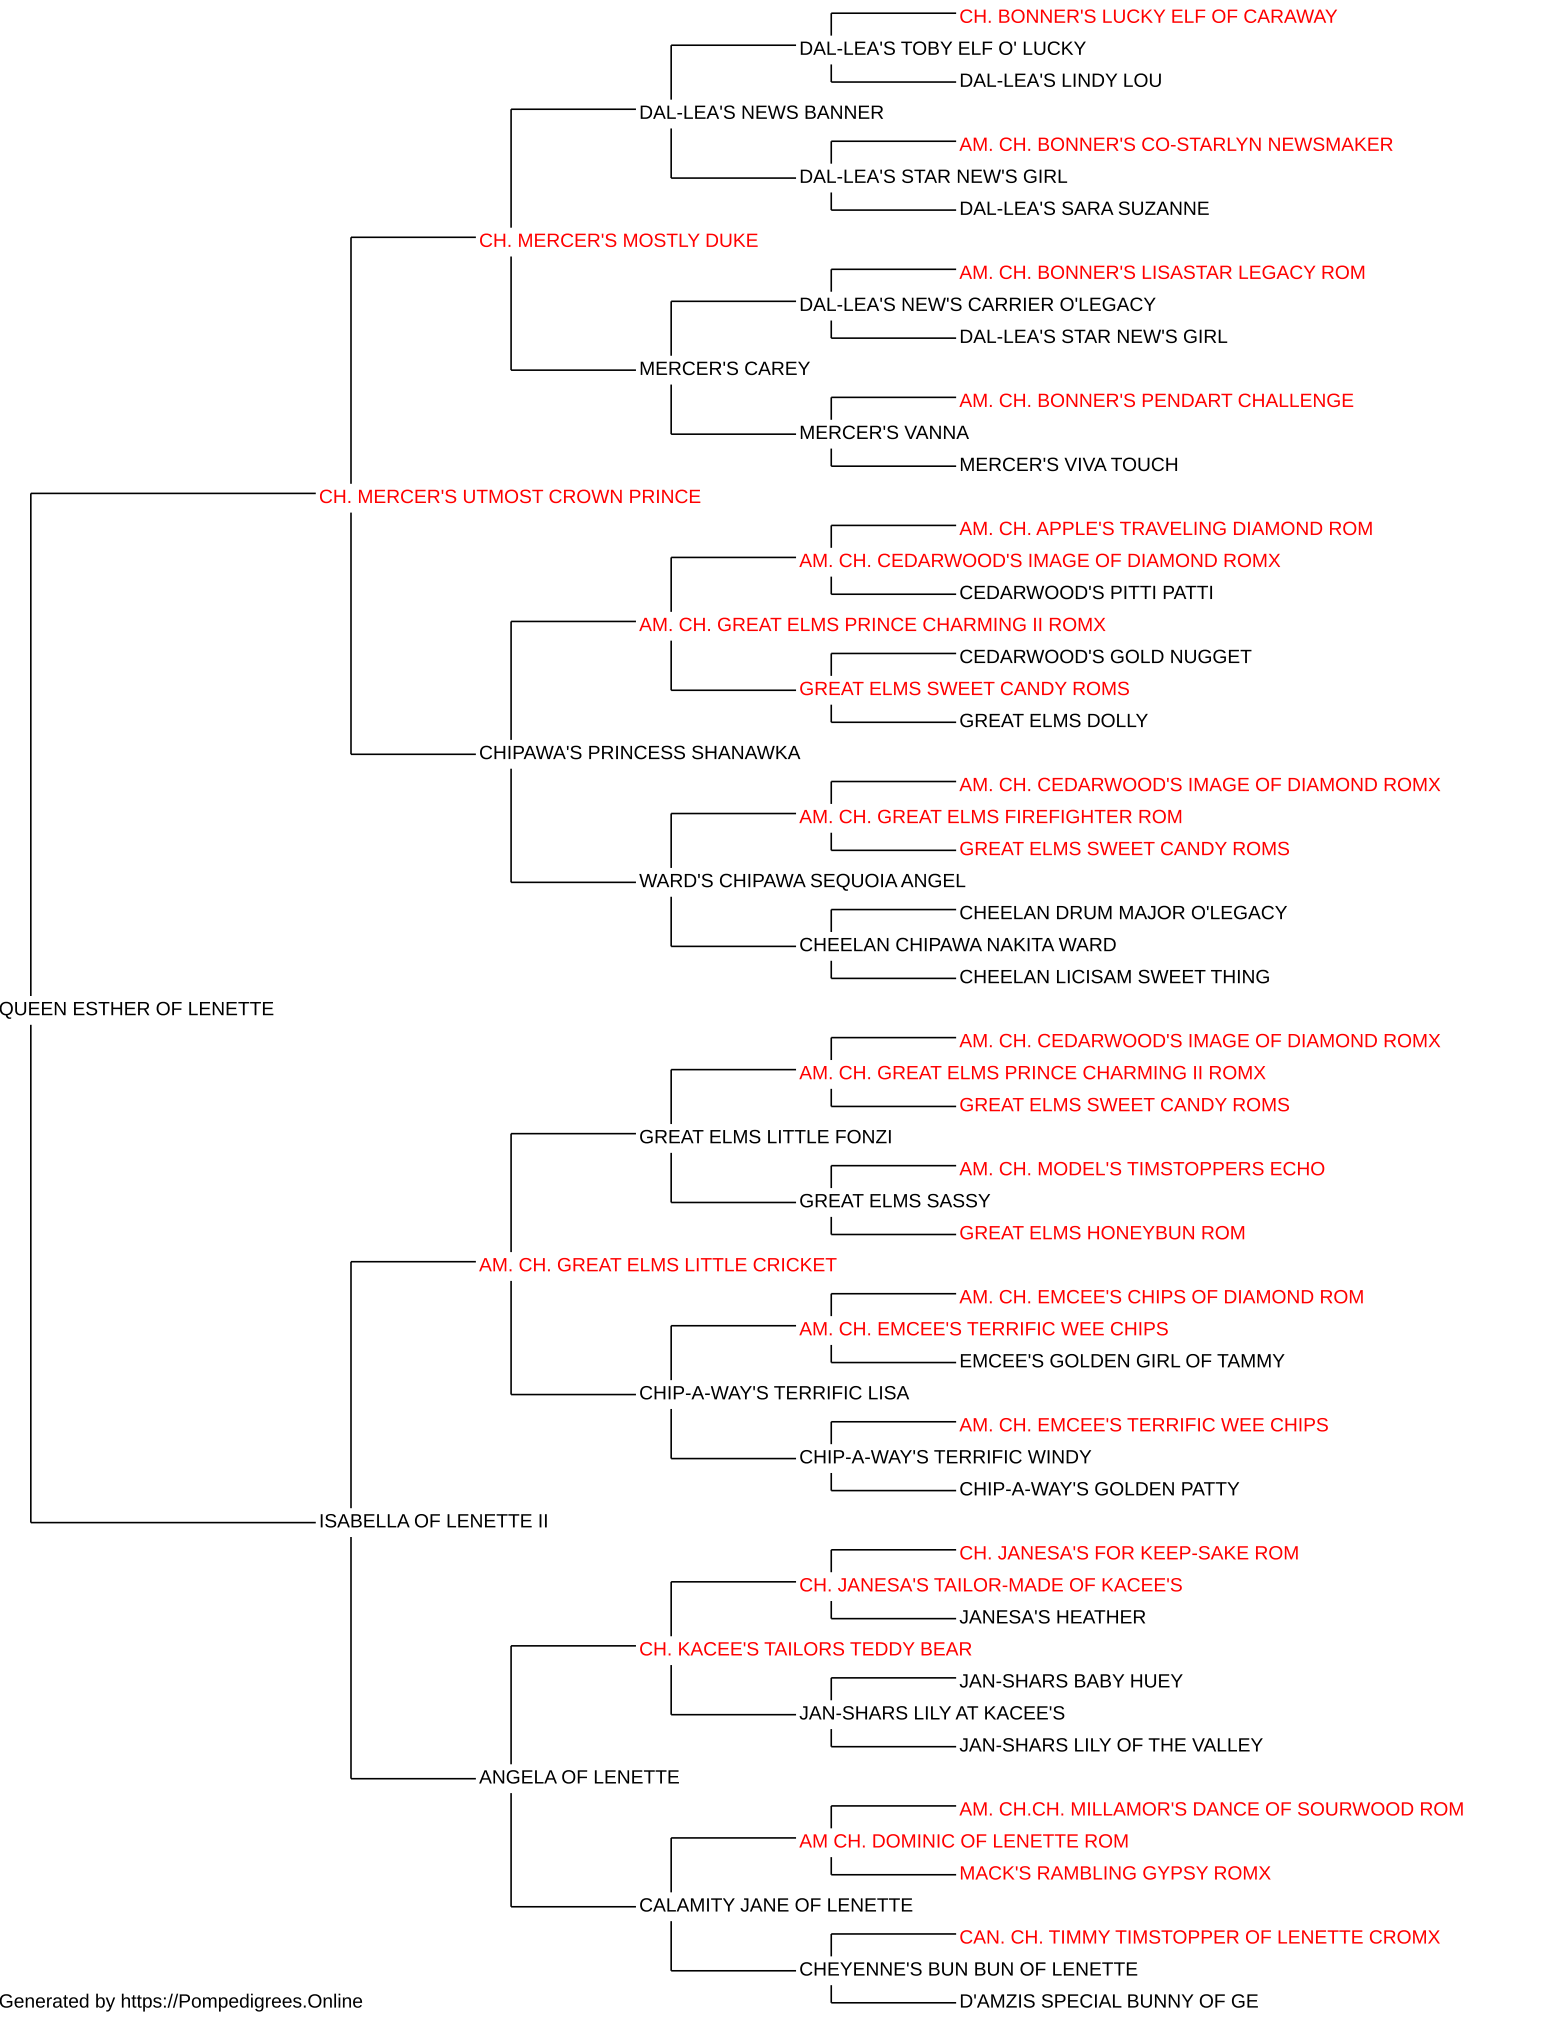 CH. BONNER'S LUCKY ELF OF CARAWAY
DAL-LEA'S TOBY ELF O' LUCKY
DAL-LEA'S LINDY LOU
DAL-LEA'S NEWS BANNER
AM. CH. BONNER'S CO-STARLYN NEWSMAKER
DAL-LEA'S STAR NEW'S GIRL
DAL-LEA'S SARA SUZANNE
CH. MERCER'S MOSTLY DUKE
AM. CH. BONNER'S LISASTAR LEGACY ROM
DAL-LEA'S NEW'S CARRIER O'LEGACY
DAL-LEA'S STAR NEW'S GIRL
MERCER'S CAREY
AM. CH. BONNER'S PENDART CHALLENGE
MERCER'S VANNA
MERCER'S VIVA TOUCH
CH. MERCER'S UTMOST CROWN PRINCE
AM. CH. APPLE'S TRAVELING DIAMOND ROM
AM. CH. CEDARWOOD'S IMAGE OF DIAMOND ROMX
CEDARWOOD'S PITTI PATTI
AM. CH. GREAT ELMS PRINCE CHARMING II ROMX
CEDARWOOD'S GOLD NUGGET
GREAT ELMS SWEET CANDY ROMS
GREAT ELMS DOLLY
CHIPAWA'S PRINCESS SHANAWKA
AM. CH. CEDARWOOD'S IMAGE OF DIAMOND ROMX
AM. CH. GREAT ELMS FIREFIGHTER ROM
GREAT ELMS SWEET CANDY ROMS
WARD'S CHIPAWA SEQUOIA ANGEL
CHEELAN DRUM MAJOR O'LEGACY
CHEELAN CHIPAWA NAKITA WARD
CHEELAN LICISAM SWEET THING
QUEEN ESTHER OF LENETTE
AM. CH. CEDARWOOD'S IMAGE OF DIAMOND ROMX
AM. CH. GREAT ELMS PRINCE CHARMING II ROMX
GREAT ELMS SWEET CANDY ROMS
GREAT ELMS LITTLE FONZI
AM. CH. MODEL'S TIMSTOPPERS ECHO
GREAT ELMS SASSY
GREAT ELMS HONEYBUN ROM
AM. CH. GREAT ELMS LITTLE CRICKET
AM. CH. EMCEE'S CHIPS OF DIAMOND ROM
AM. CH. EMCEE'S TERRIFIC WEE CHIPS
EMCEE'S GOLDEN GIRL OF TAMMY
CHIP-A-WAY'S TERRIFIC LISA
AM. CH. EMCEE'S TERRIFIC WEE CHIPS
CHIP-A-WAY'S TERRIFIC WINDY
CHIP-A-WAY'S GOLDEN PATTY
ISABELLA OF LENETTE II
CH. JANESA'S FOR KEEP-SAKE ROM
CH. JANESA'S TAILOR-MADE OF KACEE'S
JANESA'S HEATHER
CH. KACEE'S TAILORS TEDDY BEAR
JAN-SHARS BABY HUEY
JAN-SHARS LILY AT KACEE'S
JAN-SHARS LILY OF THE VALLEY
ANGELA OF LENETTE
AM. CH.CH. MILLAMOR'S DANCE OF SOURWOOD ROM
AM CH. DOMINIC OF LENETTE ROM
MACK'S RAMBLING GYPSY ROMX
CALAMITY JANE OF LENETTE
CAN. CH. TIMMY TIMSTOPPER OF LENETTE CROMX
CHEYENNE'S BUN BUN OF LENETTE
D'AMZIS SPECIAL BUNNY OF GE
Generated by https://Pompedigrees.Online